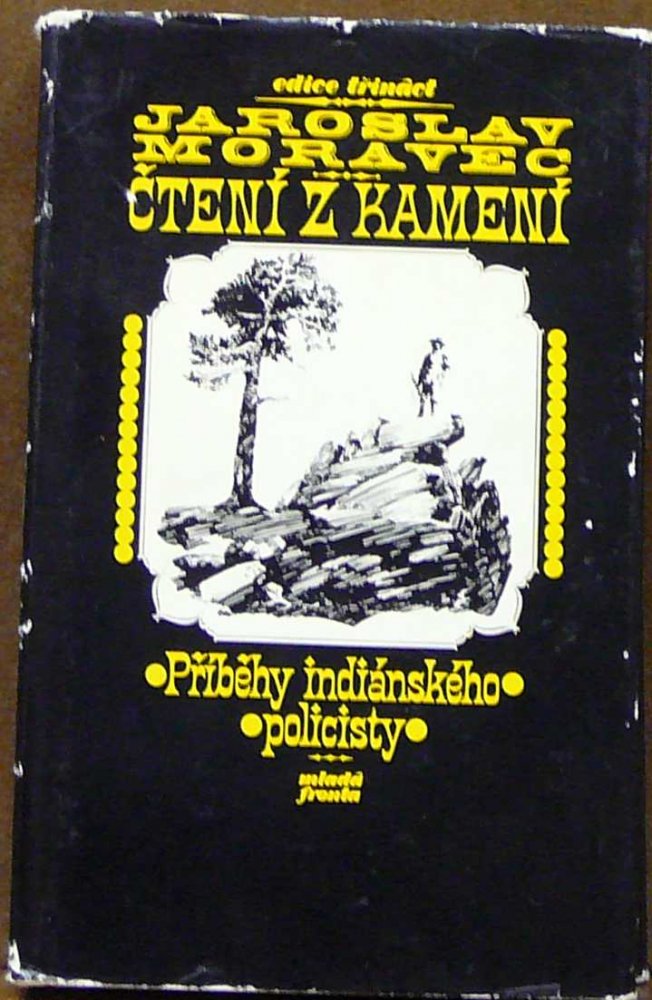 edice třináct
JAROSLAV
MORAVEC
ČTENÍ Z KAMENÍ
Příběhy indiánského
policisty
mladá
fronta